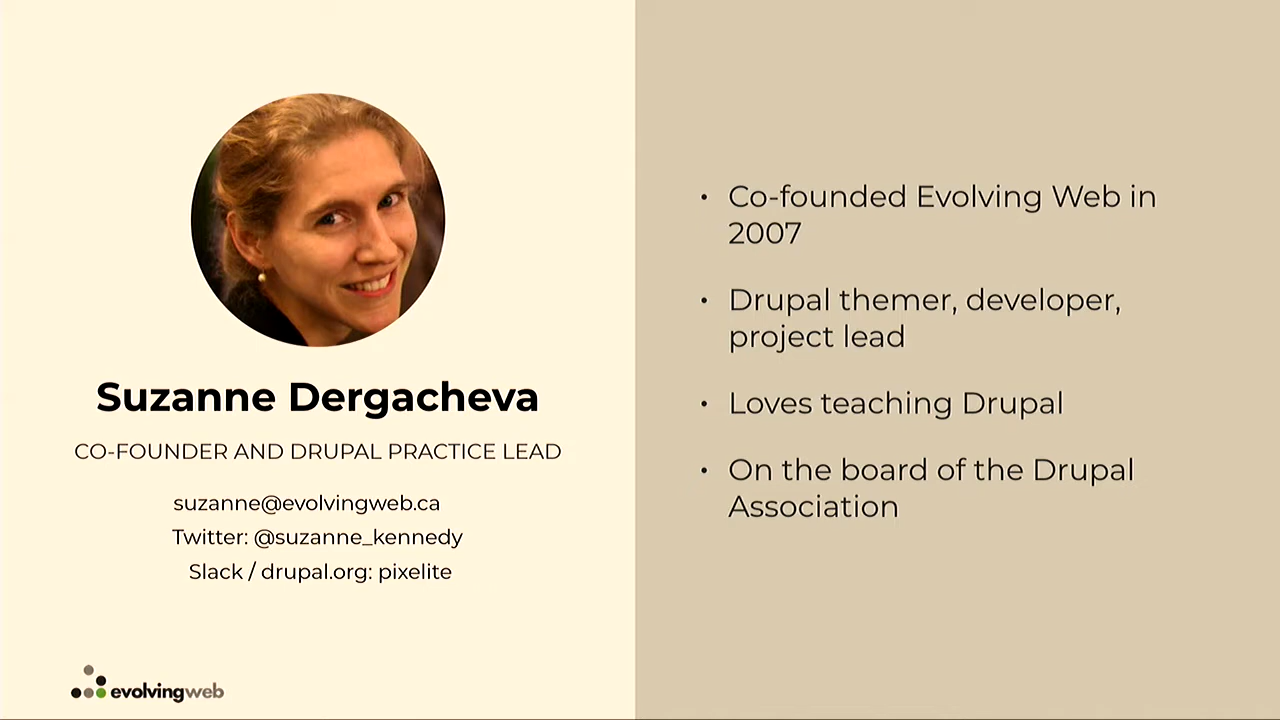 Suzanne Dergacheva
CO-FOUNDER AND DRUPAL PRACTICE LEAD
suzanne@evolvingweb.ca
Twitter: @suzanne_kennedy
Slack / drupal.org: pixelite
evolvingweb
• Co-founded Evolving Web in
2007
• Drupal themer, developer,
project lead
• Loves teaching Drupal
• On the board of the Drupal
Association